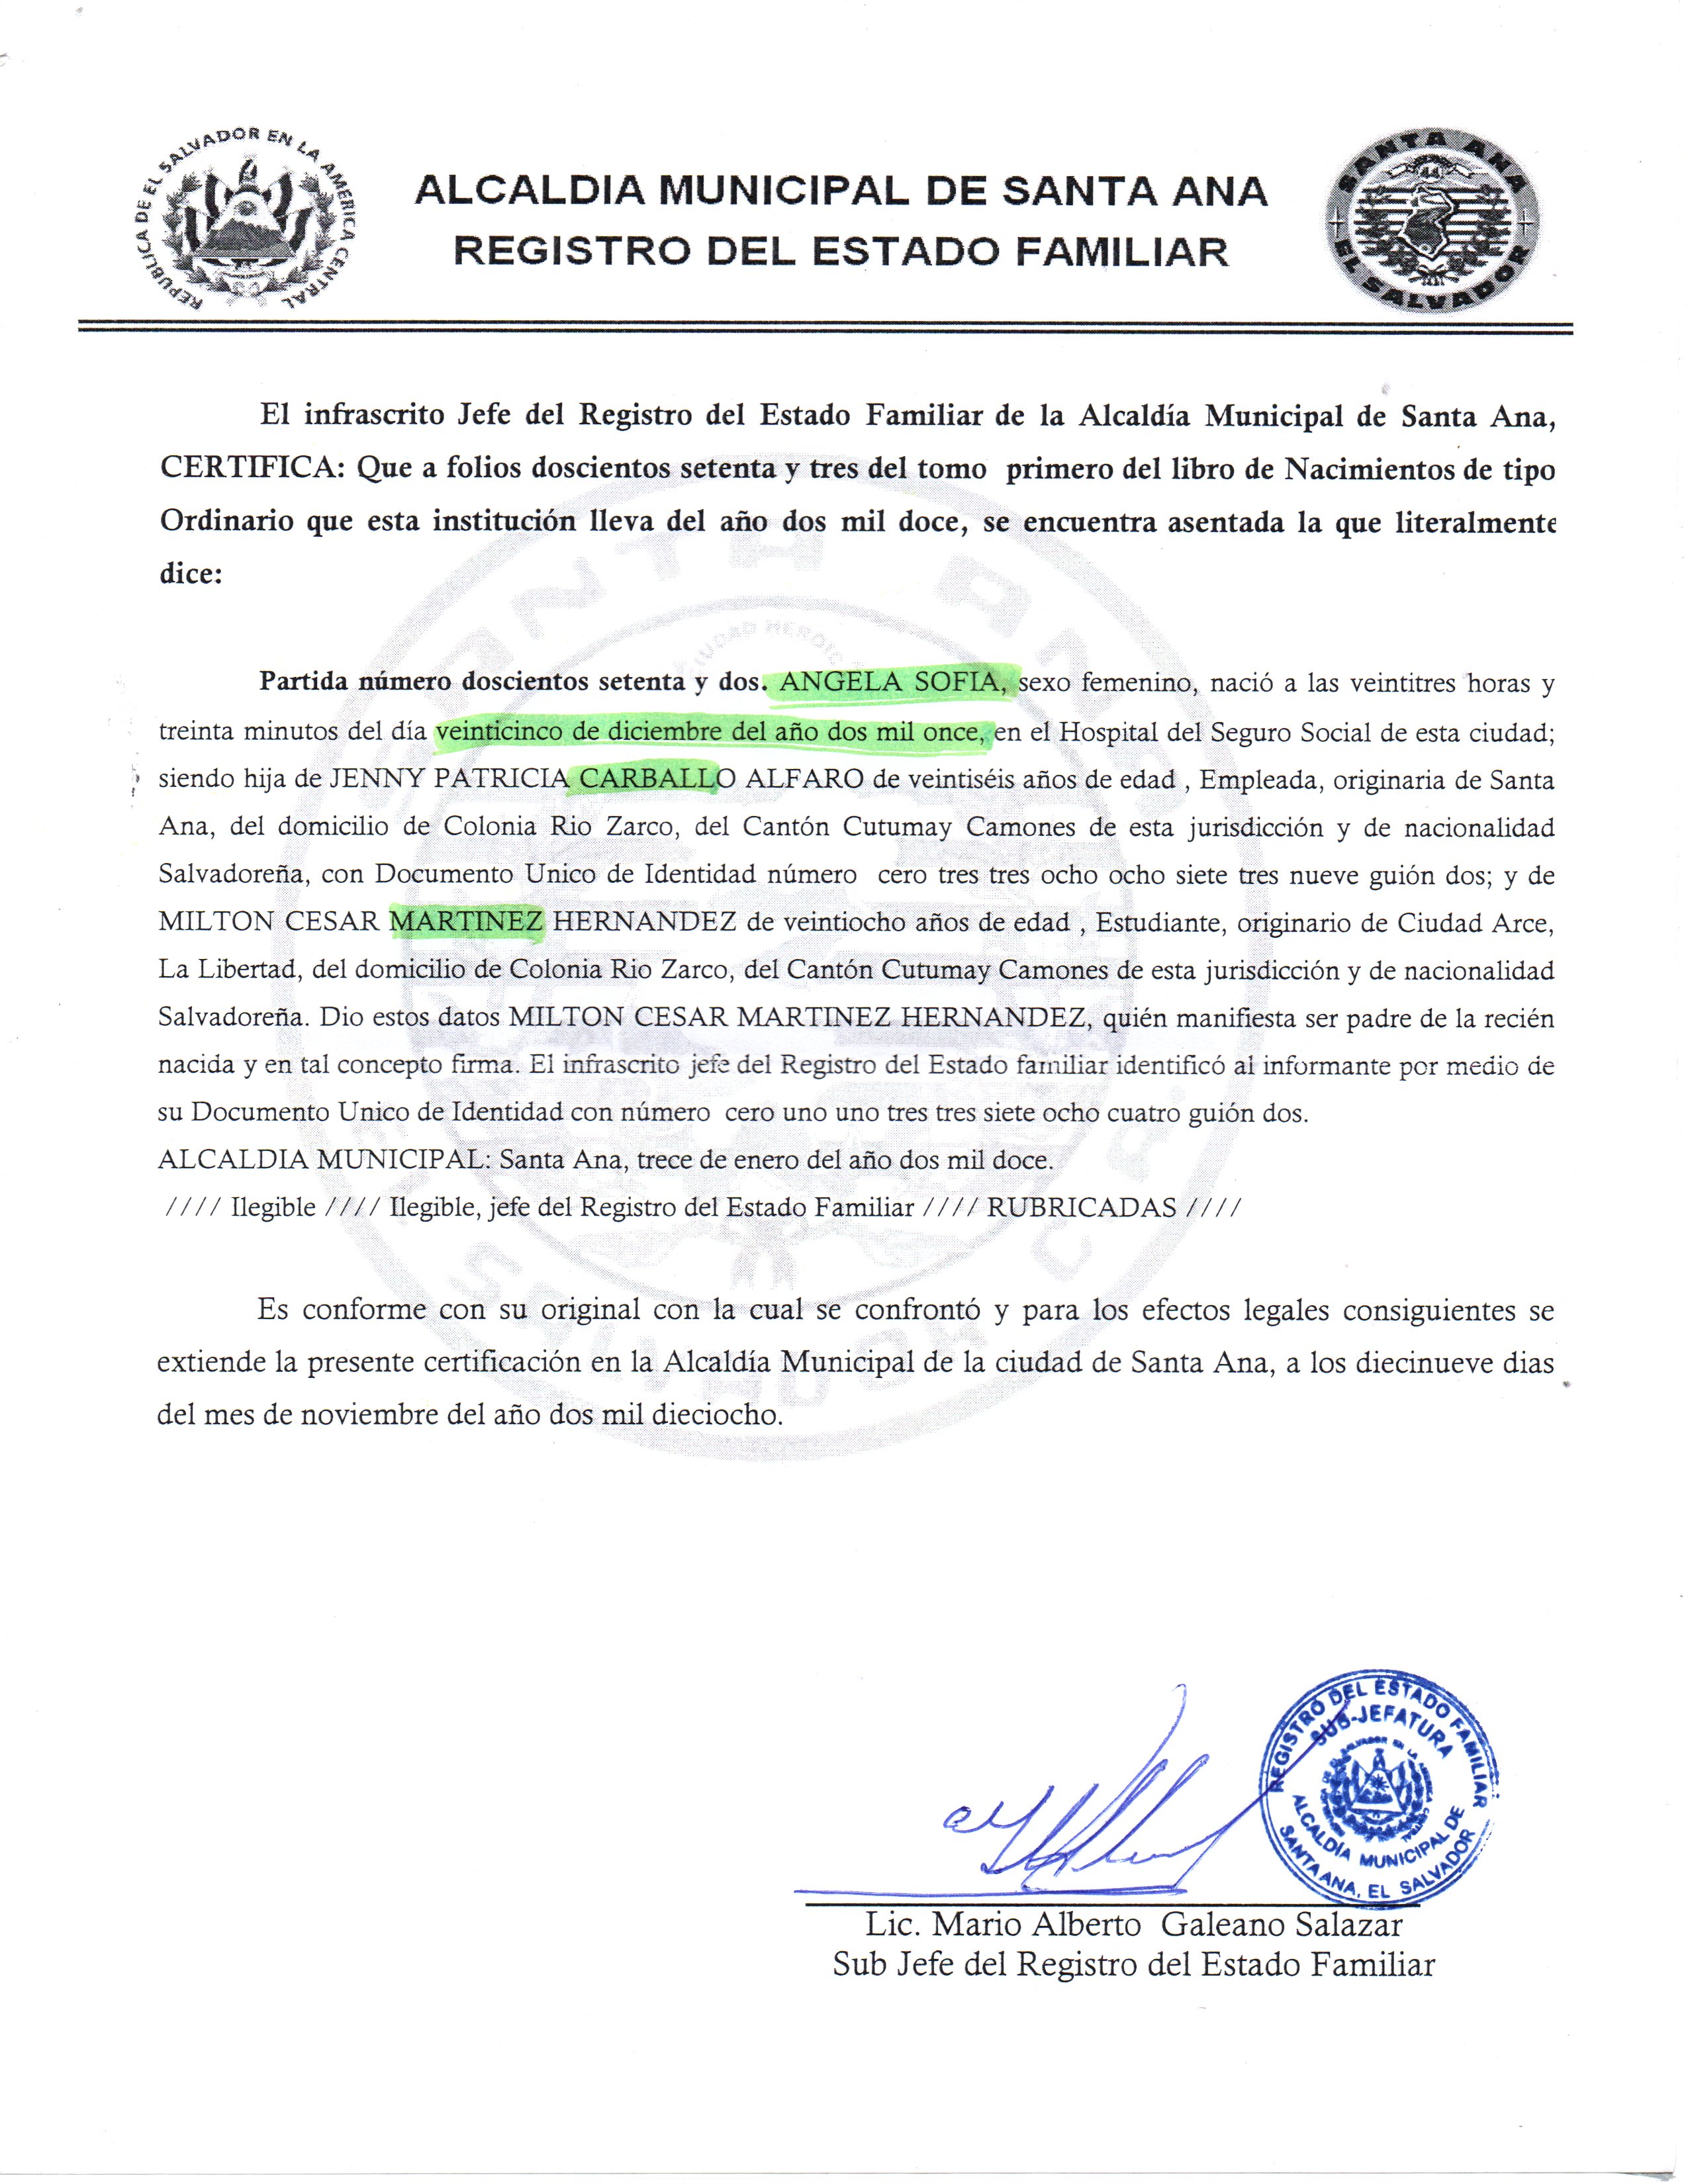 REPUBLICA DE EL SALVADOR EN LA AMERICA CENTRAL
ALCALDIA MUNICIPAL DE SANTA ANA
REGISTRO DEL ESTADO FAMILIAR
SANTA ANA
EL SALVADOR
El infrascrito Jefe del Registro del Estado Familiar de la Alcaldía Municipal de Santa Ana,
CERTIFICA: Que a folios doscientos setenta y tres del tomo primero del libro de Nacimientos de tipo
Ordinario que esta institución lleva del año dos mil doce, se encuentra asentada la que literalmente
dice:
Partida número doscientos setenta y dos. ANGELA SOFIA, sexo femenino, nació a las veintitres horas y
treinta minutos del día veinticinco de diciembre del año dos mil once, en el Hospital del Seguro Social de esta ciudad;
siendo hija de JENNY PATRICIA CARBALLO ALFARO de veintiséis años de edad , Empleada, originaria de Santa
Ana, del domicilio de Colonia Rio Zarco, del Cantón Cutumay Camones de esta jurisdicción y de nacionalidad
Salvadoreña, con Documento Unico de Identidad número cero tres tres ocho ocho siete tres nueve guión dos; y de
MILTON CESAR MARTINEZ HERNANDEZ de veintiocho años de edad , Estudiante, originario de Ciudad Arce,
La Libertad, del domicilio de Colonia Rio Zarco, del Cantón Cutumay Camones de esta jurisdicción y de nacionalidad
Salvadoreña. Dio estos datos MILTON CESAR MARTINEZ HERNANDEZ, quién manifiesta ser padre de la recién
nacida y en tal concepto firma. El infrascrito jefe del Registro del Estado familiar identificó al informante por medio de
su Documento Unico de Identidad con número cero uno uno tres tres siete ocho cuatro guión dos.
ALCALDIA MUNICIPAL: Santa Ana, trece de enero del año dos mil doce.
//// Ilegible //// Ilegible, jefe del Registro del Estado Familiar //// RUBRICADAS ////
Es conforme con su original con la cual se confrontó y para los efectos legales consiguientes se
extiende la presente certificación en la Alcaldía Municipal de la ciudad de Santa Ana, a los diecinueve dias
del mes de noviembre del año dos mil dieciocho.
REGISTRO DEL ESTADO FAMILIAR
SUB-JEFATURA
ALCALDÍA MUNICIPAL DE
SANTA ANA, EL SALVADOR
Lic. Mario Alberto Galeano Salazar
Sub Jefe del Registro del Estado Familiar